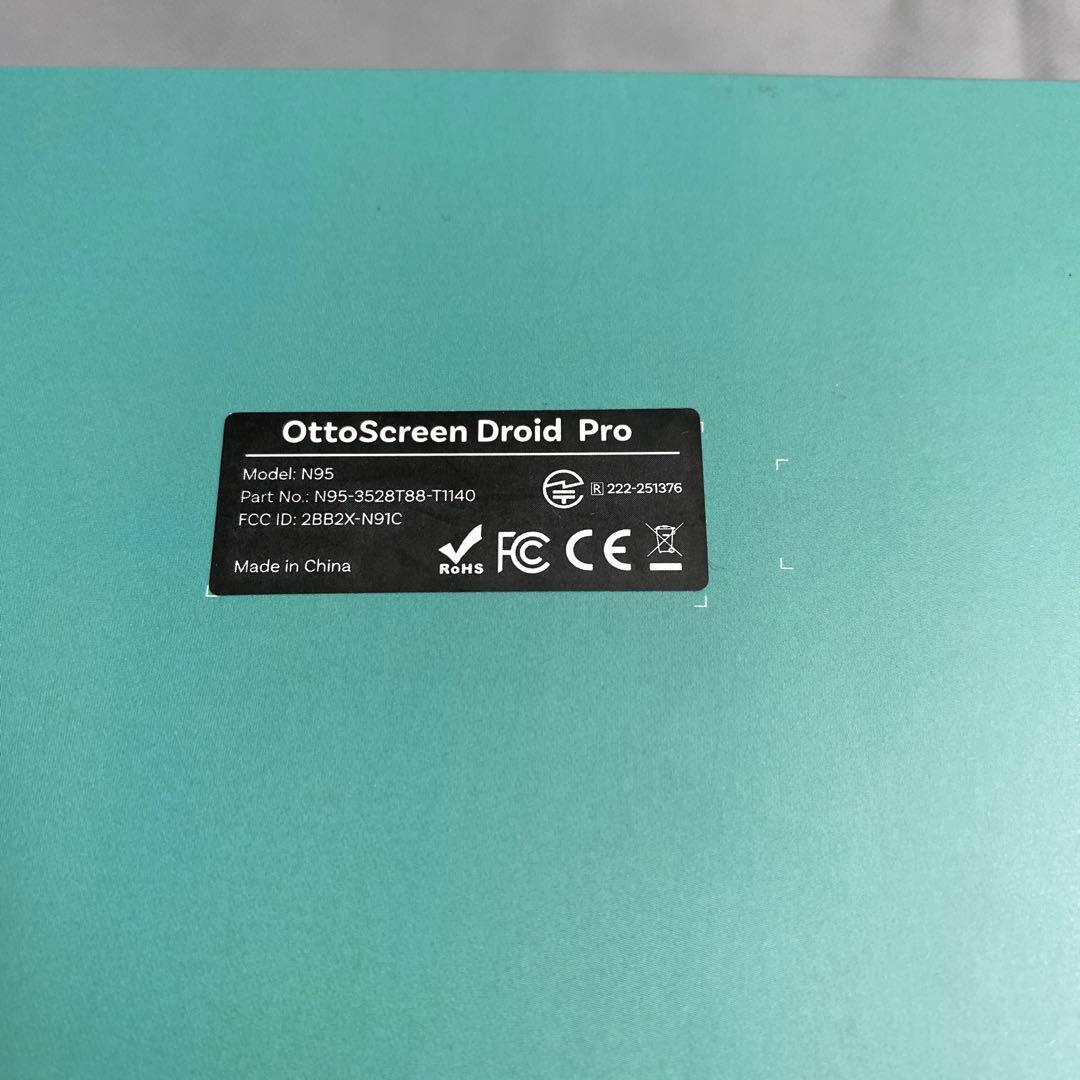 OttoScreen Droid Pro
Model: N95
Part No.: N95-3528T88-T1140
FCC ID: 2BB2X-N91C
R 222-251376
Made in China
RoHS FC CE